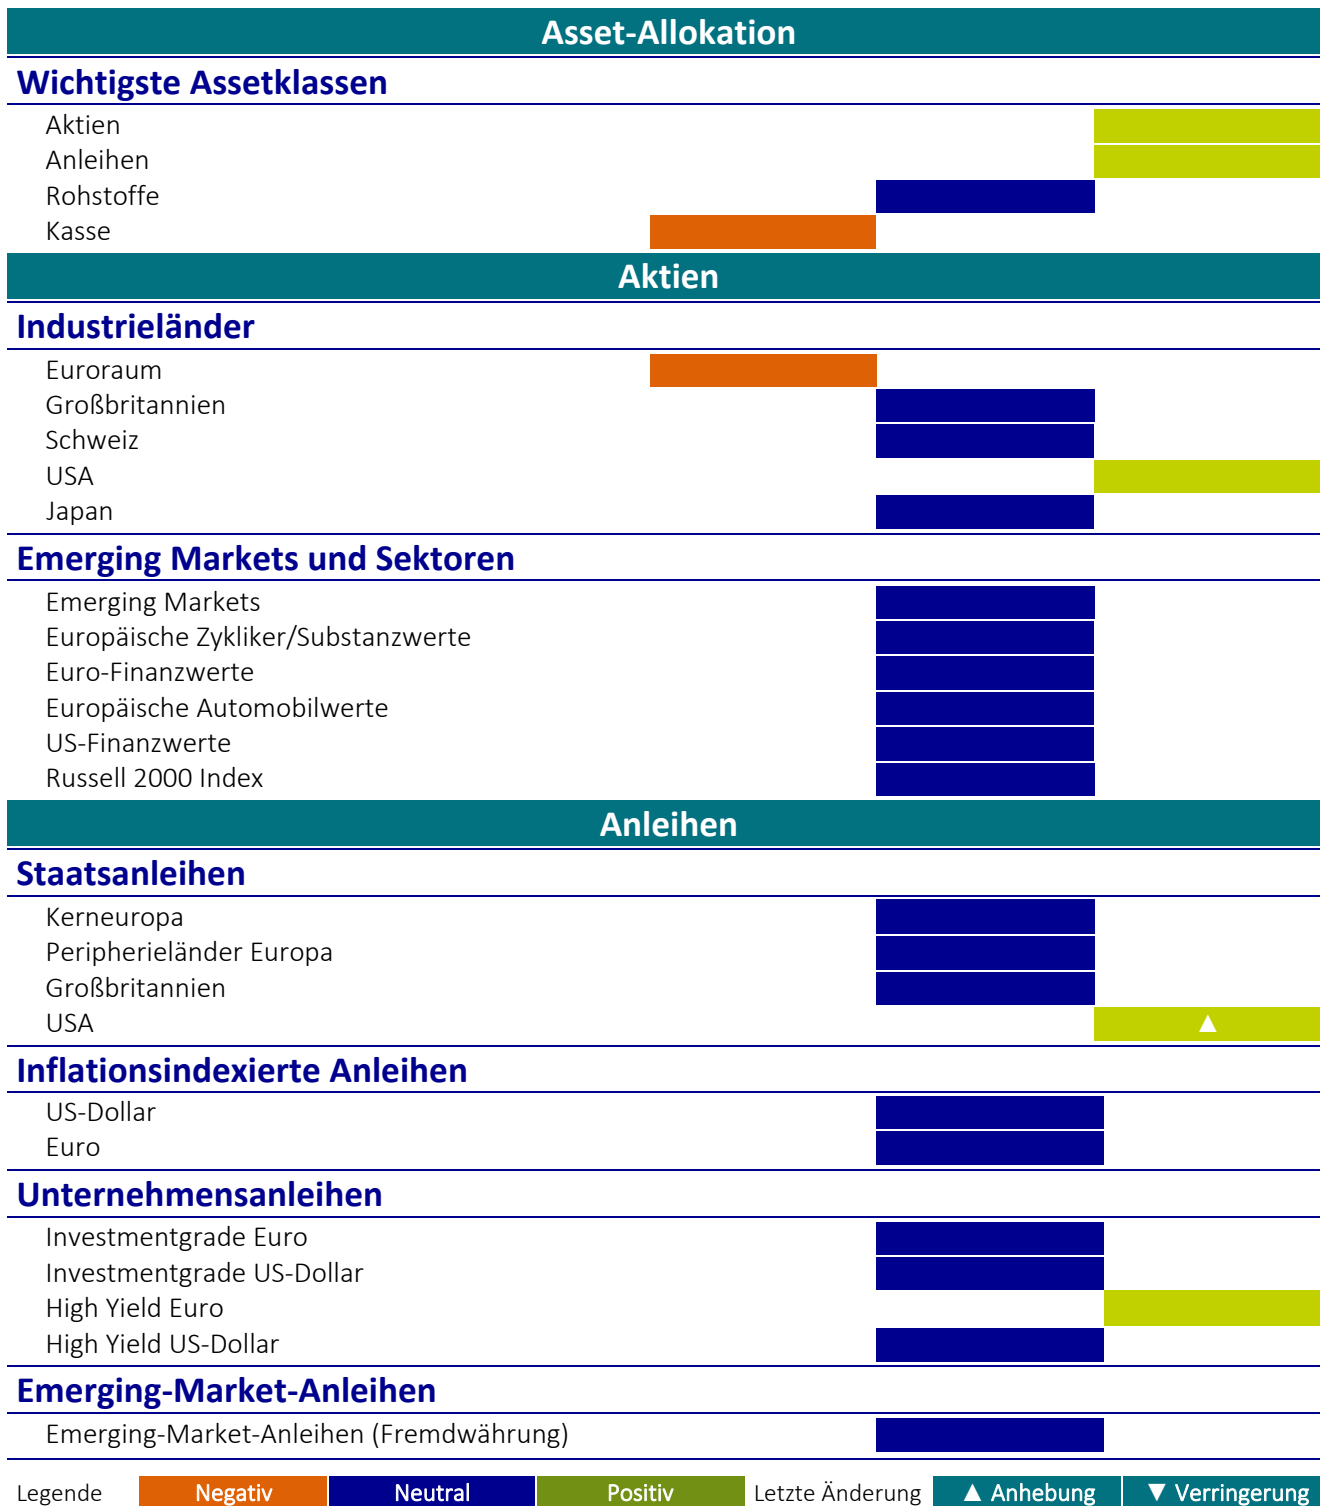 Asset-Allokation
Wichtigste Assetklassen
Aktien
Anleihen
Rohstoffe
Kasse
Aktien
Industrieländer
Euroraum
Großbritannien
Schweiz
USA
Japan
Emerging Markets und Sektoren
Emerging Markets
Europäische Zykliker/Substanzwerte
Euro-Finanzwerte
Europäische Automobilwerte
US-Finanzwerte
Russell 2000 Index
Anleihen
Staatsanleihen
Kerneuropa
Peripherieländer Europa
Großbritannien
USA ▲
Inflationsindexierte Anleihen
US-Dollar
Euro
Unternehmensanleihen
Investmentgrade Euro
Investmentgrade US-Dollar
High Yield Euro
High Yield US-Dollar
Emerging-Market-Anleihen
Emerging-Market-Anleihen (Fremdwährung)
Legende Negativ Neutral Positiv Letzte Änderung ▲ Anhebung ▼ Verringerung